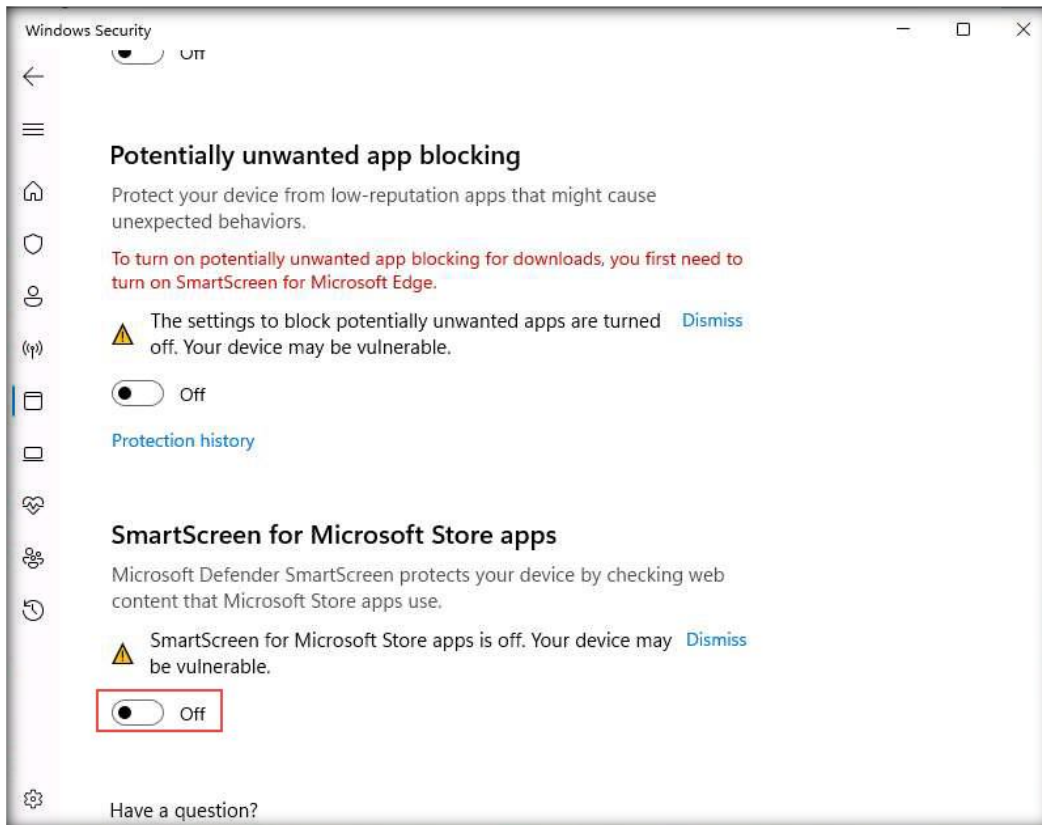 Windows Security
Off
Potentially unwanted app blocking
Protect your device from low-reputation apps that might cause
unexpected behaviors.
To turn on potentially unwanted app blocking for downloads, you first need to
turn on SmartScreen for Microsoft Edge.
The settings to block potentially unwanted apps are turned Dismiss
off. Your device may be vulnerable.
Off
Protection history
SmartScreen for Microsoft Store apps
Microsoft Defender SmartScreen protects your device by checking web
content that Microsoft Store apps use.
SmartScreen for Microsoft Store apps is off. Your device may Dismiss
be vulnerable.
Off
Have a question?